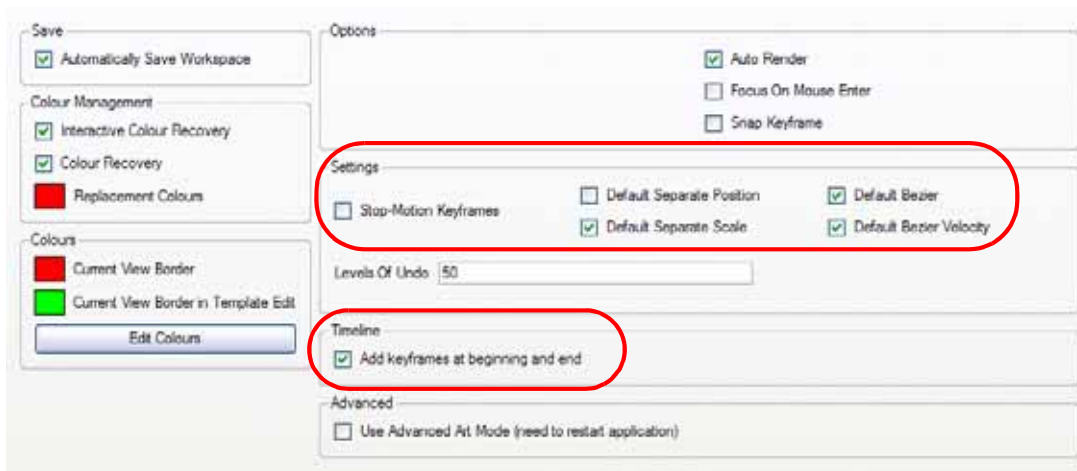 Save
Automatically Save Workspace
Colour Management
Interactive Colour Recovery
Colour Recovery
Replacement Colours
Colours
Current View Border
Current View Border in Template Edit
Edit Colours
Options
Auto Render
Focus On Mouse Enter
Snap Keyframe
Settings
Stop-Motion Keyframes
Default Separate Position
Default Separate Scale
Default Bezier
Default Bezier Velocity
Levels Of Undo 50
Timeline
Add keyframes at beginning and end
Advanced
Use Advanced Art Mode (need to restart application)